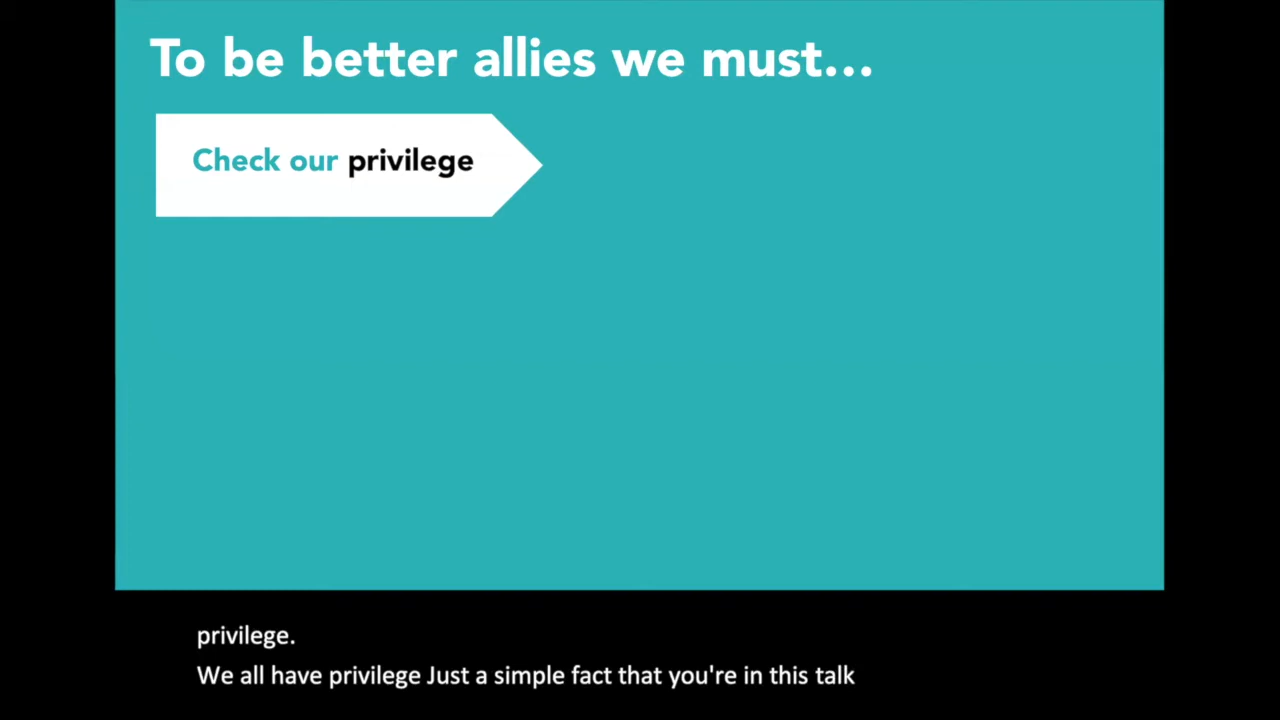 To be better allies we must...
Check our privilege
privilege.
We all have privilege Just a simple fact that you're in this talk